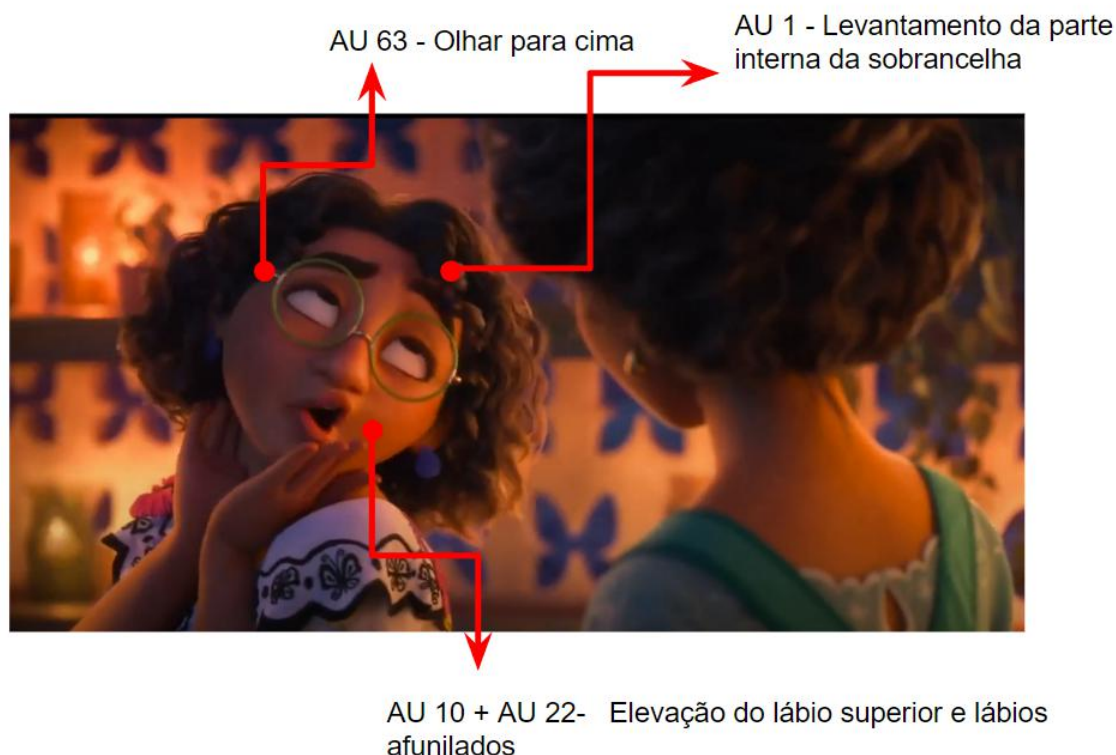 AU 63 - Olhar para cima
AU 1 - Levantamento da parte
interna da sobrancelha
AU 10 + AU 22- Elevação do lábio superior e lábios
afunilados